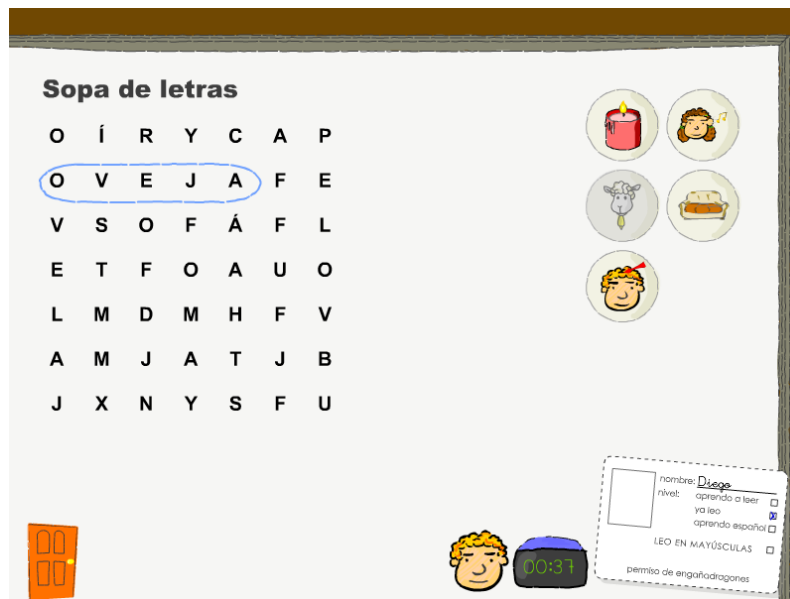 Sopa de letras
O Í R Y C A P
O V E J A F E
V S O F Á F L
E T F O A U O
L M D M H F V
A M J A T J B
J X N Y S F U
nombre: Diego
nivel: aprendo a leer
ya leo
aprendo español
LEO EN MAYÚSCULAS
permiso de engañadragones
00:37